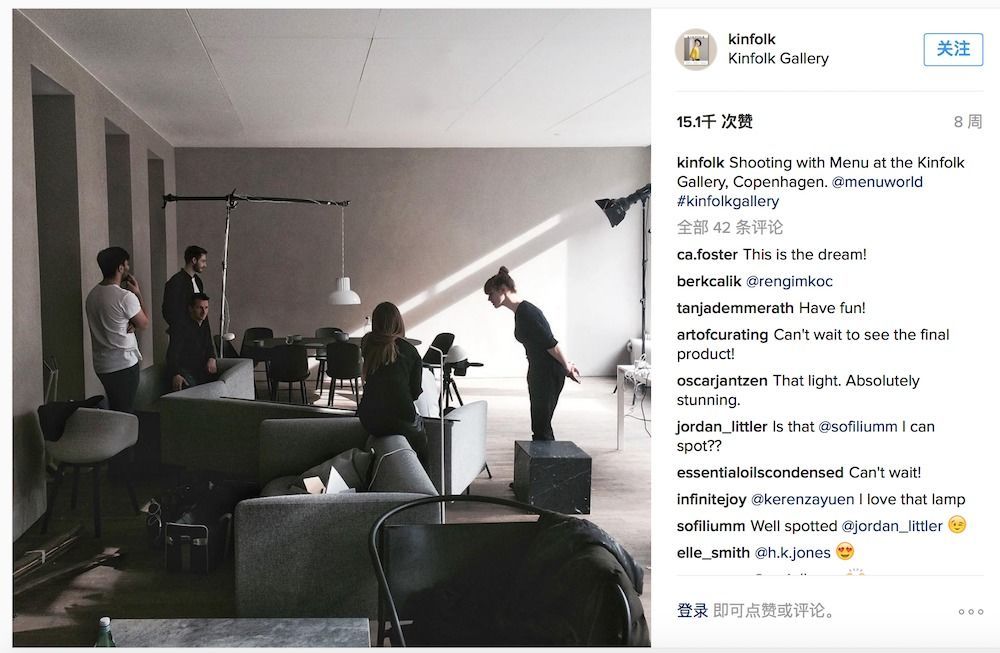 kinfolk
Kinfolk Gallery
关注
15.1千 次赞
8 周
kinfolk Shooting with Menu at the Kinfolk
Gallery, Copenhagen. @menuworld
#kinfolkgallery
全部 42 条评论
ca.foster This is the dream!
berkcalik @rengimkoc
tanjademmerath Have fun!
artofcurating Can't wait to see the final
product!
oscarjantzen That light. Absolutely
stunning.
jordan_littler Is that @sofiliumm I can
spot??
essentialoilscondensed Can't wait!
infinitejoy @kerenzayuen I love that lamp
sofiliumm Well spotted @jordan_littler 😉
elle_smith @h.k.jones 😍
登录 即可点赞或评论。